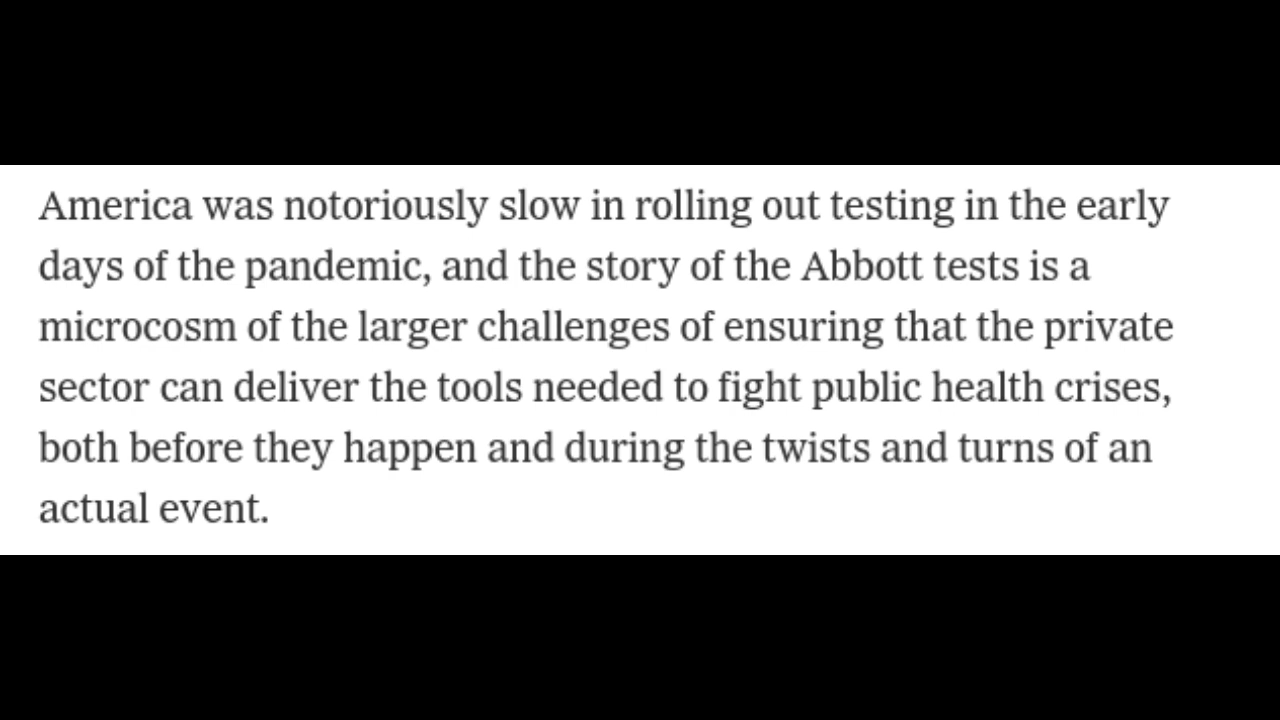 America was notoriously slow in rolling out testing in the early
days of the pandemic, and the story of the Abbott tests is a
microcosm of the larger challenges of ensuring that the private
sector can deliver the tools needed to fight public health crises,
both before they happen and during the twists and turns of an
actual event.